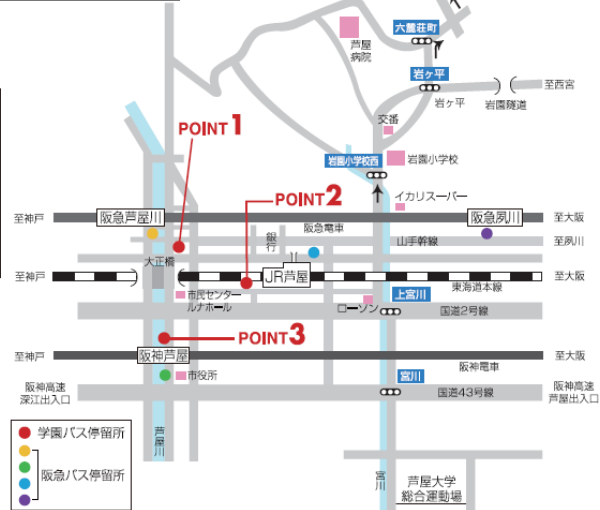 六麓荘町
芦屋
病院
岩ヶ平
至西宮
岩ヶ平
岩園隧道
交番
POINT 1
岩園小学校西
岩園小学校
POINT 2
イカリスーパー
至神戸
阪急芦屋川
阪急電車
阪急夙川
至大阪
銀行
山手幹線
至夙川
大正橋
至神戸
JR芦屋
至大阪
東海道本線
市民センター
ルナホール
上宮川
ローソン
国道2号線
POINT 3
至神戸
阪神芦屋
至大阪
阪神電車
市役所
宮川
阪神高速
深江出入口
国道43号線
阪神高速
芦屋出入口
学園バス停留所
阪急バス停留所
芦屋川
宮川
芦屋大学
総合運動場